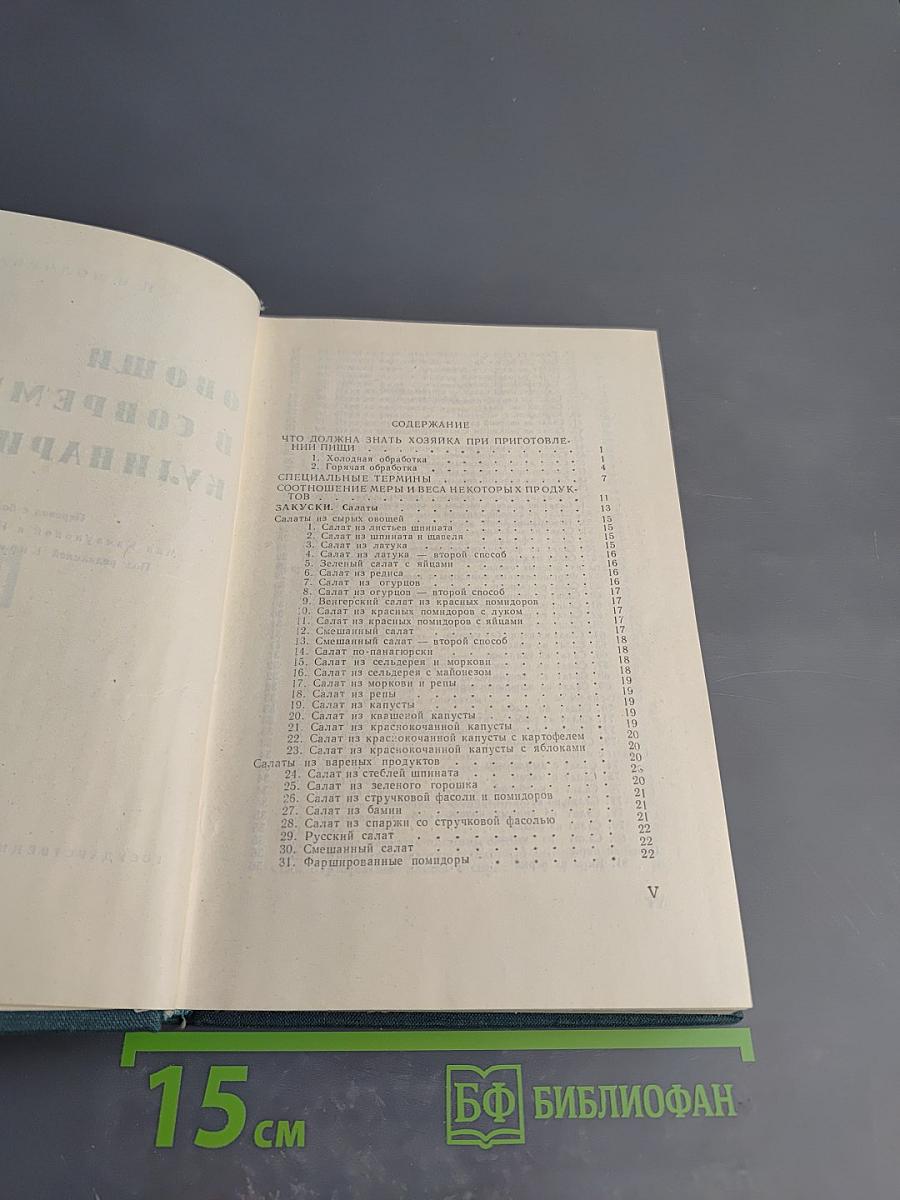 СОДЕРЖАНИЕ
ЧТО ДОЛЖНА ЗНАТЬ ХОЗЯЙКА ПРИ ПРИГОТОВЛЕ-
НИИ ПИЩИ . . . . . . . . . . . . 1
1. Холодная обработка . . . . . . . . 1
2. Горячая обработка . . . . . . . . 4
СПЕЦИАЛЬНЫЕ ТЕРМИНЫ . . . . . . . . 7
СООТНОШЕНИЕ МЕРЫ И ВЕСА НЕКОТОРЫХ ПРОДУК-
ТОВ . . . . . . . . . . . . . . 11
ЗАКУСКИ. Салаты . . . . . . . . . . 13
Салаты из сырых овощей . . . . . . . . . 15
1. Салат из листьев шпината . . . . . . . 15
2. Салат из шпината и щавеля . . . . . . 15
3. Салат из латука . . . . . . . . . . 15
4. Салат из латука — второй способ . . . . 16
5. Зеленый салат с яйцами . . . . . . . 16
6. Салат из редиса . . . . . . . . . . 16
7. Салат из огурцов . . . . . . . . . 16
8. Салат из огурцов — второй способ . . . . 17
9. Венгерский салат из красных помидоров . . . 17
10. Салат из красных помидоров с луком . . . . 17
11. Салат из красных помидоров с яйцами . . . . 17
12. Смешанный салат . . . . . . . . . 17
13. Смешанный салат — второй способ . . . . 18
14. Салат по-панагюрски . . . . . . . . 18
15. Салат из сельдерея и моркови . . . . . 18
16. Салат из сельдерея с майонезом . . . . . 18
17. Салат из моркови и репы . . . . . . . 19
18. Салат из репы . . . . . . . . . . 19
19. Салат из капусты . . . . . . . . . 19
20. Салат из квашеной капусты . . . . . . 19
21. Салат из краснокочанной капусты . . . . 19
22. Салат из краснокочанной капусты с картофелем . 20
23. Салат из краснокочанной капусты с яблоками . 20
Салаты из вареных продуктов . . . . . . . 20
24. Салат из стеблей шпината . . . . . . 20
25. Салат из зеленого горошка . . . . . . 20
26. Салат из стручковой фасоли и помидоров . . . 21
27. Салат из бамии . . . . . . . . . . 21
28. Салат из спаржи со стручковой фасолью . . . 21
29. Русский салат . . . . . . . . . . 22
30. Смешанный салат . . . . . . . . . 22
31. Фаршированные помидоры . . . . . . 22
V
15 см
БФ БИБЛИОФАН